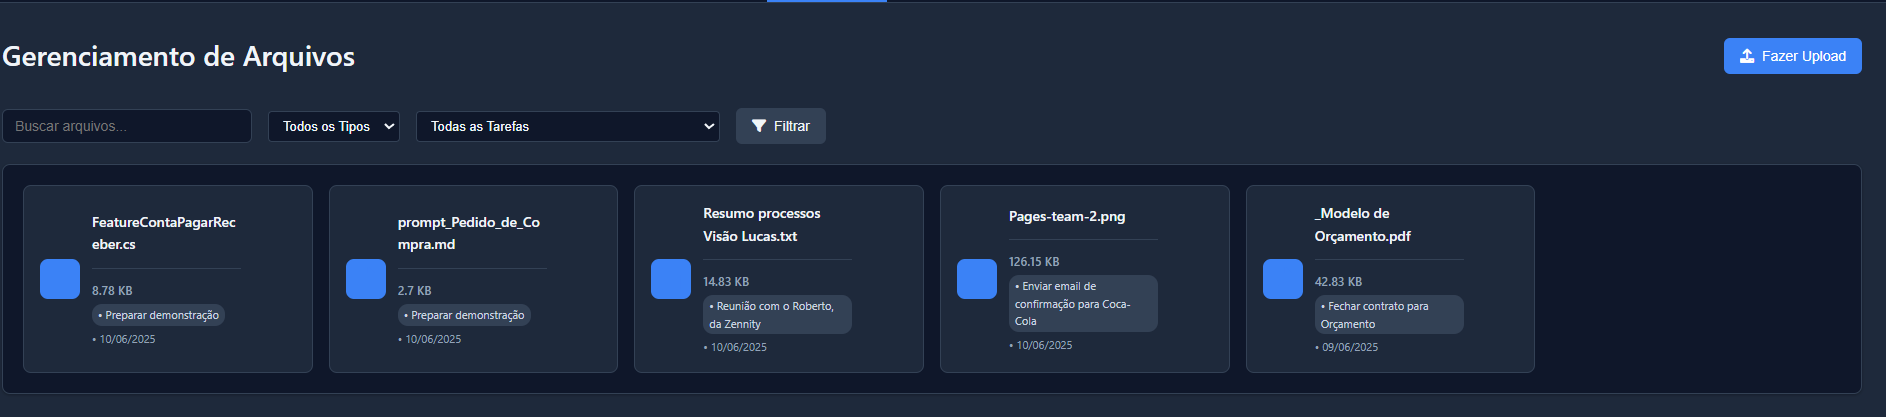 Gerenciamento de Arquivos
Fazer Upload
Buscar arquivos...
Todos os Tipos
Todas as Tarefas
Filtrar
FeatureContaPagarRec
eber.cs
8.78 KB
• Preparar demonstração
• 10/06/2025
prompt_Pedido_de_Co
mpra.md
2.7 KB
• Preparar demonstração
• 10/06/2025
Resumo processos
Visão Lucas.txt
14.83 KB
• Reunião com o Roberto,
da Zennity
• 10/06/2025
Pages-team-2.png
126.15 KB
• Enviar email de
confirmação para Coca-
Cola
• 10/06/2025
_Modelo de
Orçamento.pdf
42.83 KB
• Fechar contrato para
Orçamento
• 09/06/2025